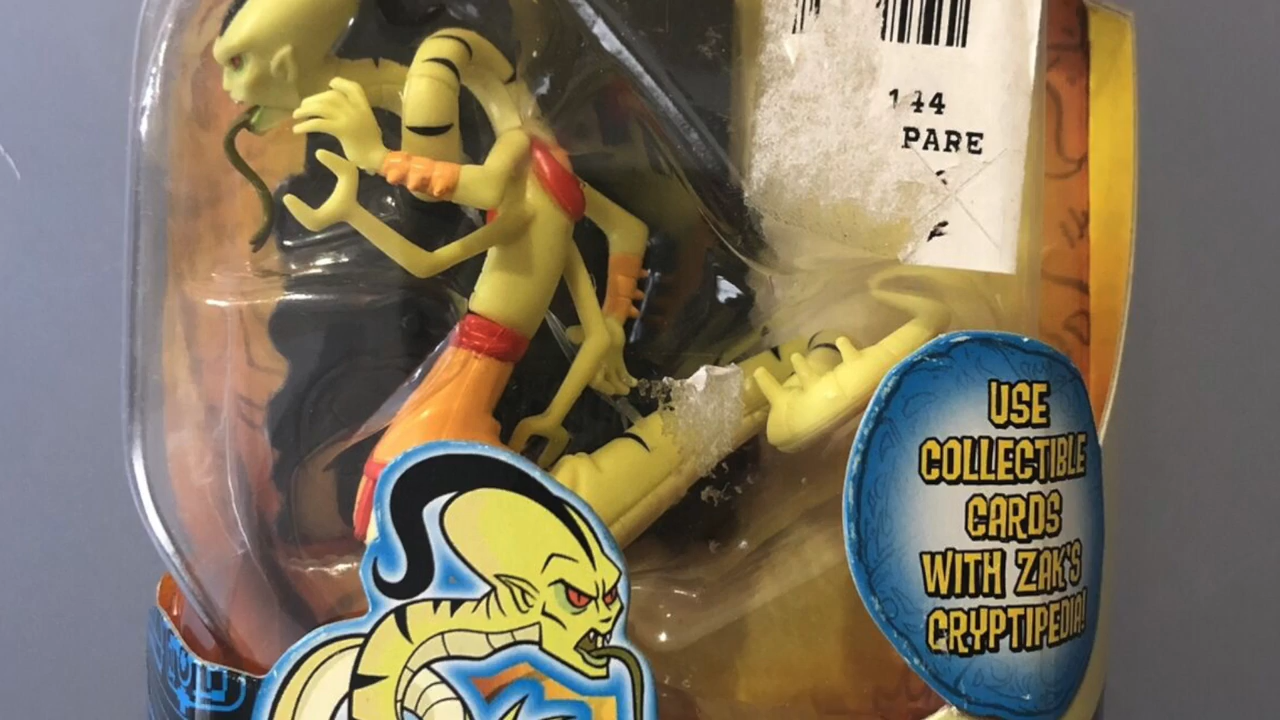 144
PARE
USE
COLLECTIBLE
CARDS
WITH ZAK'S
CRYPTIPEDIA!